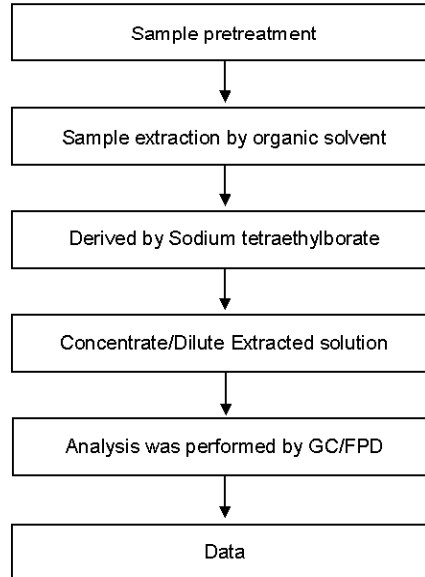 Sample pretreatment
Sample extraction by organic solvent
Derived by Sodium tetraethylborate
Concentrate/Dilute Extracted solution
Analysis was performed by GC/FPD
Data